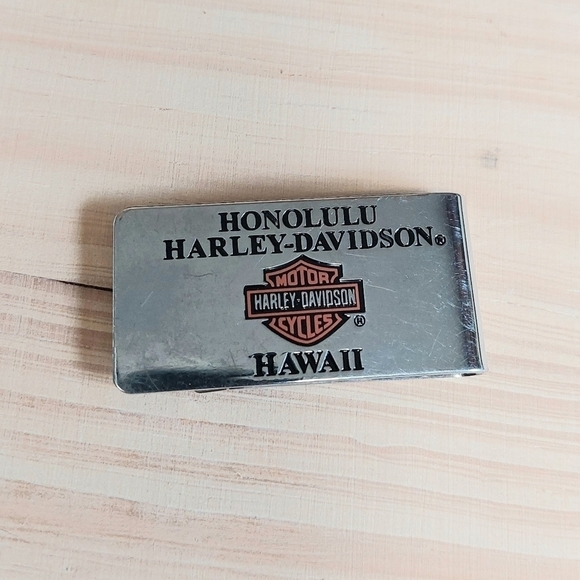 HONOLULU
HARLEY-DAVIDSON®
MOTOR
HARLEY-DAVIDSON
CYCLES ®
HAWAII